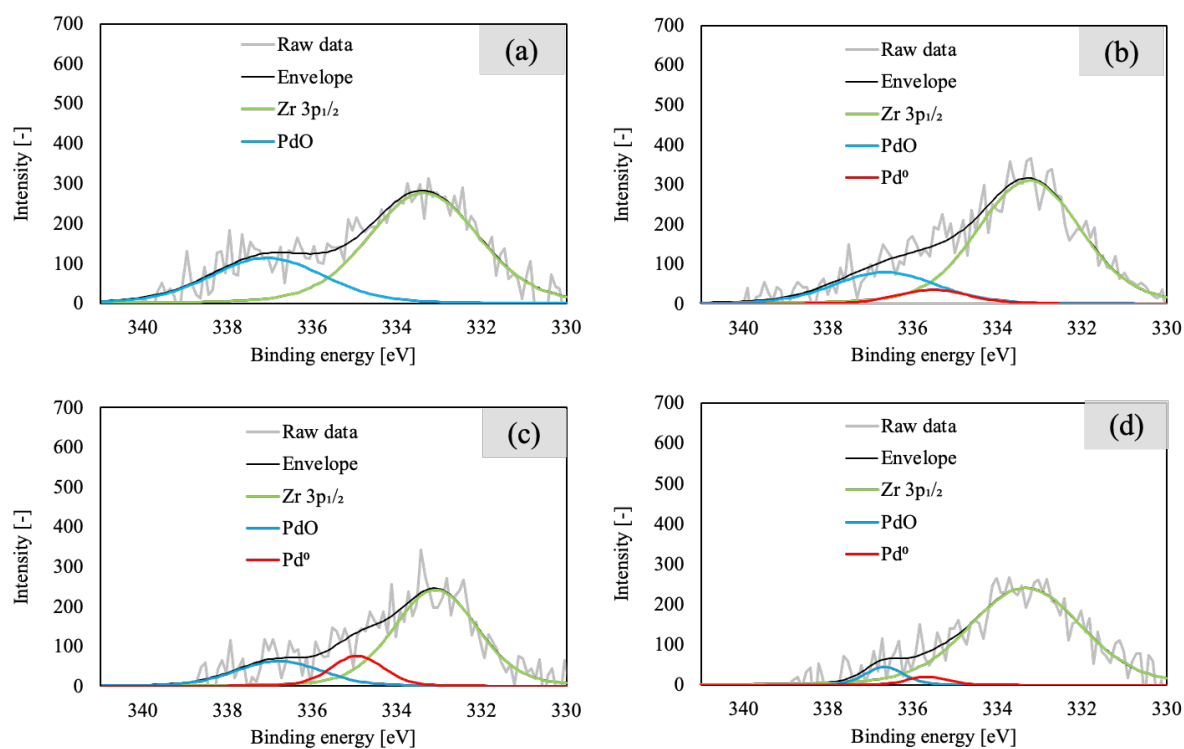 (a)
700
600
500
400
300
200
100
0
Intensity [-]
Raw data
Envelope
Zr 3p₁/₂
PdO
340 338 336 334 332 330
Binding energy [eV]
(b)
700
600
500
400
300
200
100
0
Intensity [-]
Raw data
Envelope
Zr 3p₁/₂
PdO
Pd⁰
340 338 336 334 332 330
Binding energy [eV]
(c)
700
600
500
400
300
200
100
0
Intensity [-]
Raw data
Envelope
Zr 3p₁/₂
PdO
Pd⁰
340 338 336 334 332 330
Binding energy [eV]
(d)
700
600
500
400
300
200
100
0
Intensity [-]
Raw data
Envelope
Zr 3p₁/₂
PdO
Pd⁰
340 338 336 334 332 330
Binding energy [eV]